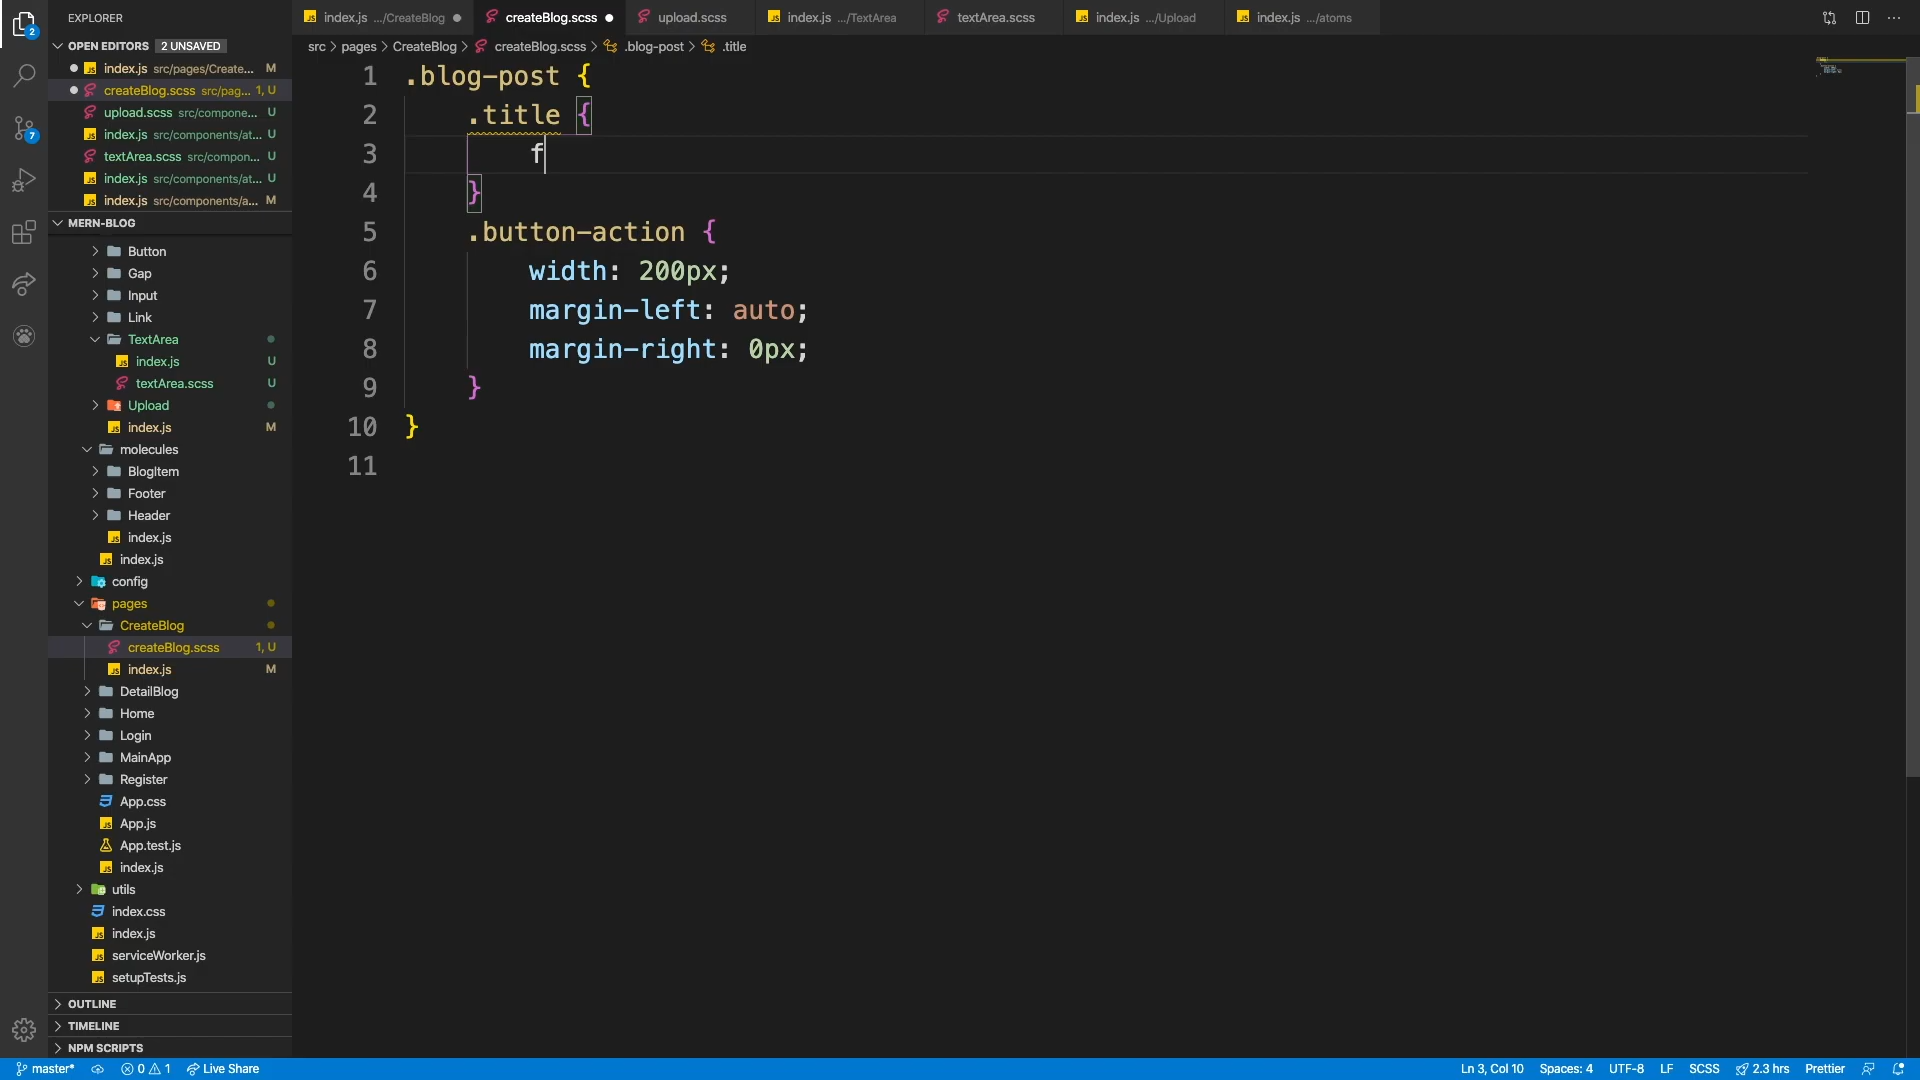 EXPLORER
index.js .../CreateBlog
createBlog.scss
upload.scss
index.js .../TextArea
textArea.scss
index.js .../Upload
index.js .../atoms
src pages CreateBlog createBlog.scss .blog-post .title
OPEN EDITORS 2 UNSAVED
index.js src/pages/Create... M
createBlog.scss src/pag... 1, U
upload.scss src/compone... U
index.js src/components/at... U
textArea.scss src/compon... U
index.js src/components/at... U
index.js src/components/a... M
MERN-BLOG
Button
Gap
Input
Link
TextArea
index.js U
textArea.scss U
Upload
index.js M
molecules
BlogItem
Footer
Header
index.js
index.js
config
pages
CreateBlog
createBlog.scss 1, U
index.js M
DetailBlog
Home
Login
MainApp
Register
App.css
App.js
App.test.js
index.js
utils
index.css
index.js
serviceWorker.js
setupTests.js
OUTLINE
TIMELINE
NPM SCRIPTS
1 .blog-post {
2 .title {
3 f
4 }
5 .button-action {
6 width: 200px;
7 margin-left: auto;
8 margin-right: 0px;
9 }
10 }
11
2
7
master* 0 1 Live Share Ln 3, Col 10 Spaces: 4 UTF-8 LF SCSS 2.3 hrs Prettier